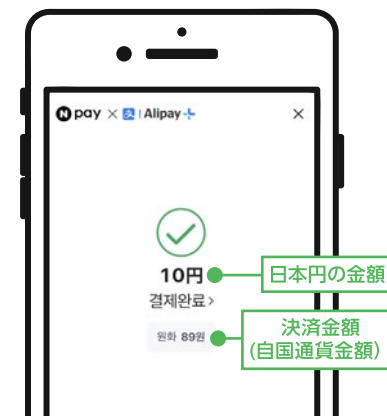 N pay × 支 | Alipay+ ×
10円
日本円の金額
결제완료 >
원화 89원
決済金額
(自国通貨金額)